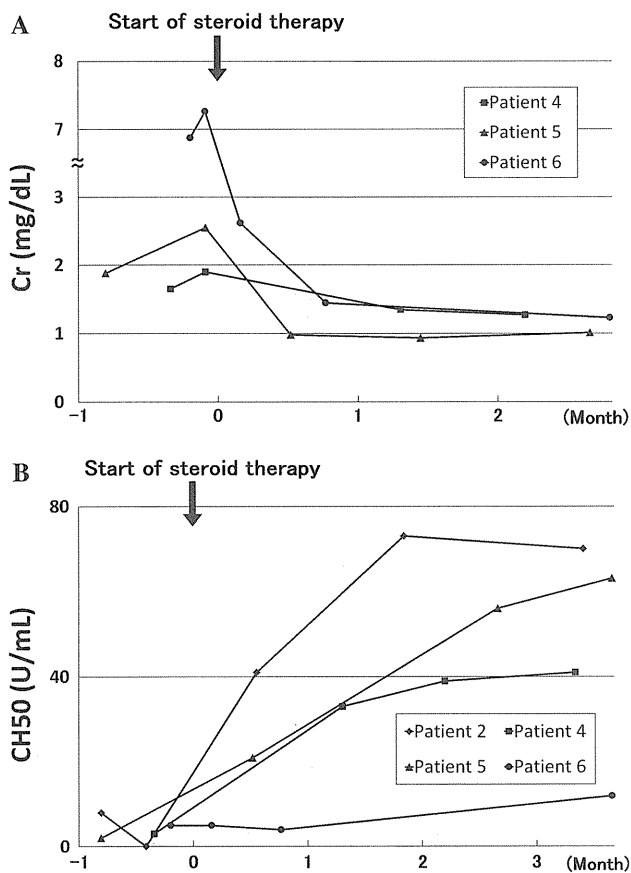 A
Start of steroid therapy
8
7
≈
3
2
1
0
Cr (mg/dL)
Patient 4
Patient 5
Patient 6
-1
0
1
2
(Month)
B
Start of steroid therapy
80
40
0
CH50 (U/mL)
Patient 2 Patient 4
Patient 5 Patient 6
-1
0
1
2
3
(Month)